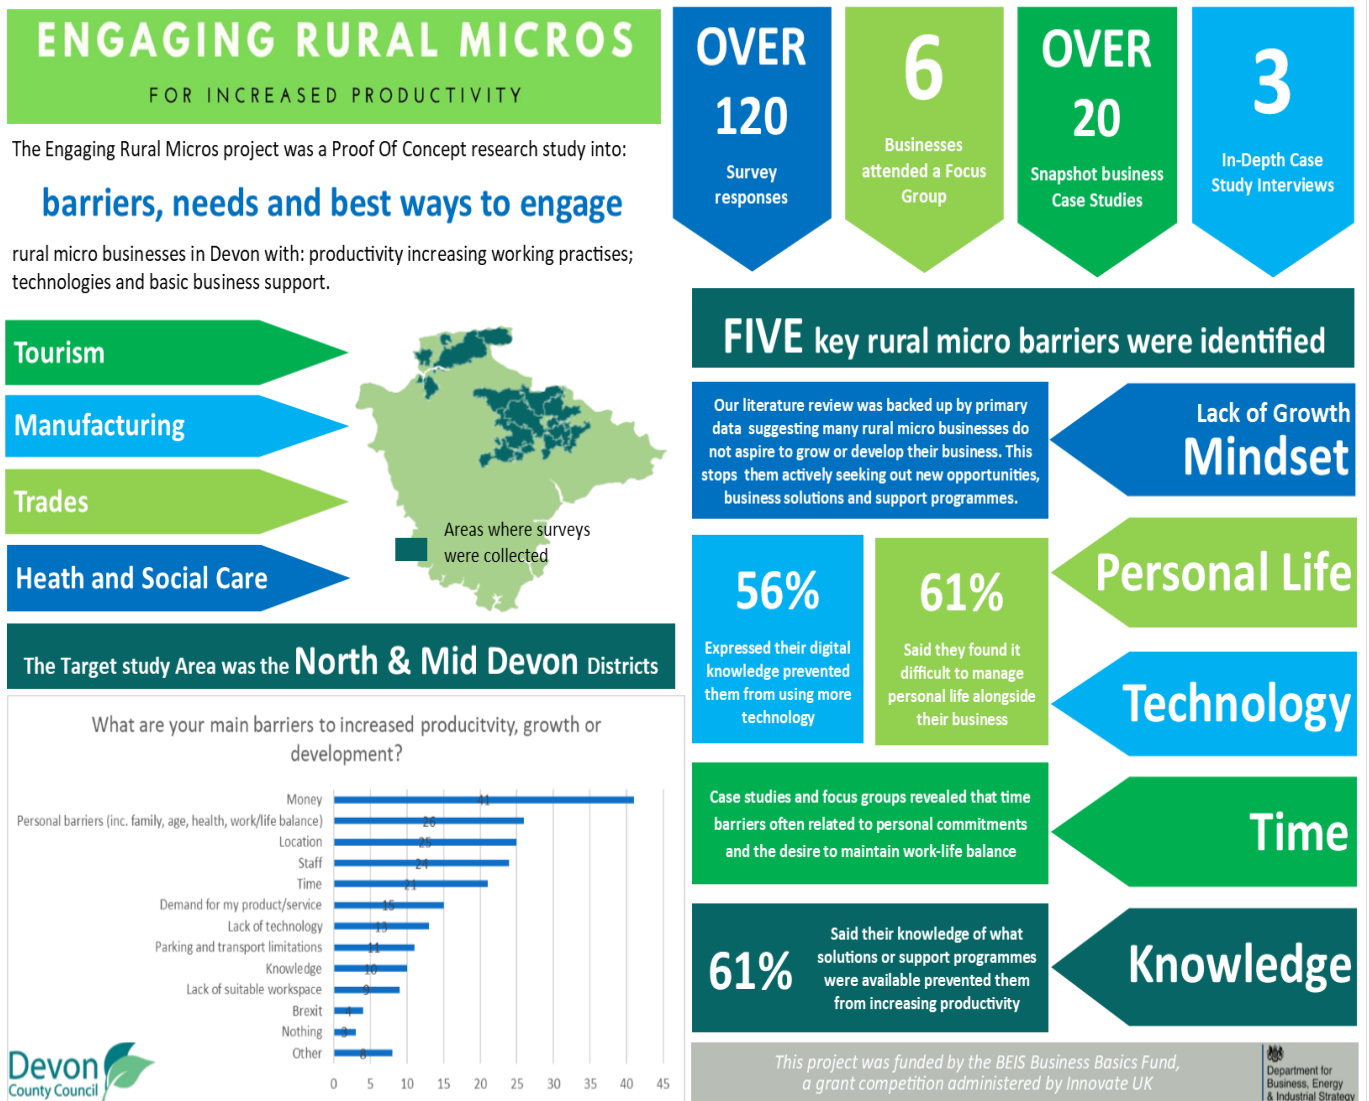 ENGAGING RURAL MICROS
FOR INCREASED PRODUCTIVITY
The Engaging Rural Micros project was a Proof Of Concept research study into:
barriers, needs and best ways to engage
rural micro businesses in Devon with: productivity increasing working practises;
technologies and basic business support.
Tourism
Manufacturing
Trades
Heath and Social Care
Areas where surveys
were collected
The Target study Area was the North & Mid Devon Districts
What are your main barriers to increased producitvity, growth or
development?
Money
41
Personal barriers (inc. family, age, health, work/life balance)
26
Location
25
Staff
24
Time
21
Demand for my product/service
15
Lack of technology
13
Parking and transport limitations
11
Knowledge
10
Lack of suitable workspace
9
Brexit
4
Nothing
3
Other
8
0 5 10 15 20 25 30 35 40 45
Devon
County Council
OVER
120
Survey
responses
6
Businesses
attended a Focus
Group
OVER
20
Snapshot business
Case Studies
3
In-Depth Case
Study Interviews
FIVE key rural micro barriers were identified
Our literature review was backed up by primary
data suggesting many rural micro businesses do
not aspire to grow or develop their business. This
stops them actively seeking out new opportunities,
business solutions and support programmes.
Lack of Growth
Mindset
56%
Expressed their digital
knowledge prevented
them from using more
technology
61%
Said they found it
difficult to manage
personal life alongside
their business
Personal Life
Technology
Case studies and focus groups revealed that time
barriers often related to personal commitments
and the desire to maintain work-life balance
Time
61%
Said their knowledge of what
solutions or support programmes
were available prevented them
from increasing productivity
Knowledge
This project was funded by the BEIS Business Basics Fund,
a grant competition administered by Innovate UK
Department for
Business, Energy
& Industrial Strategy